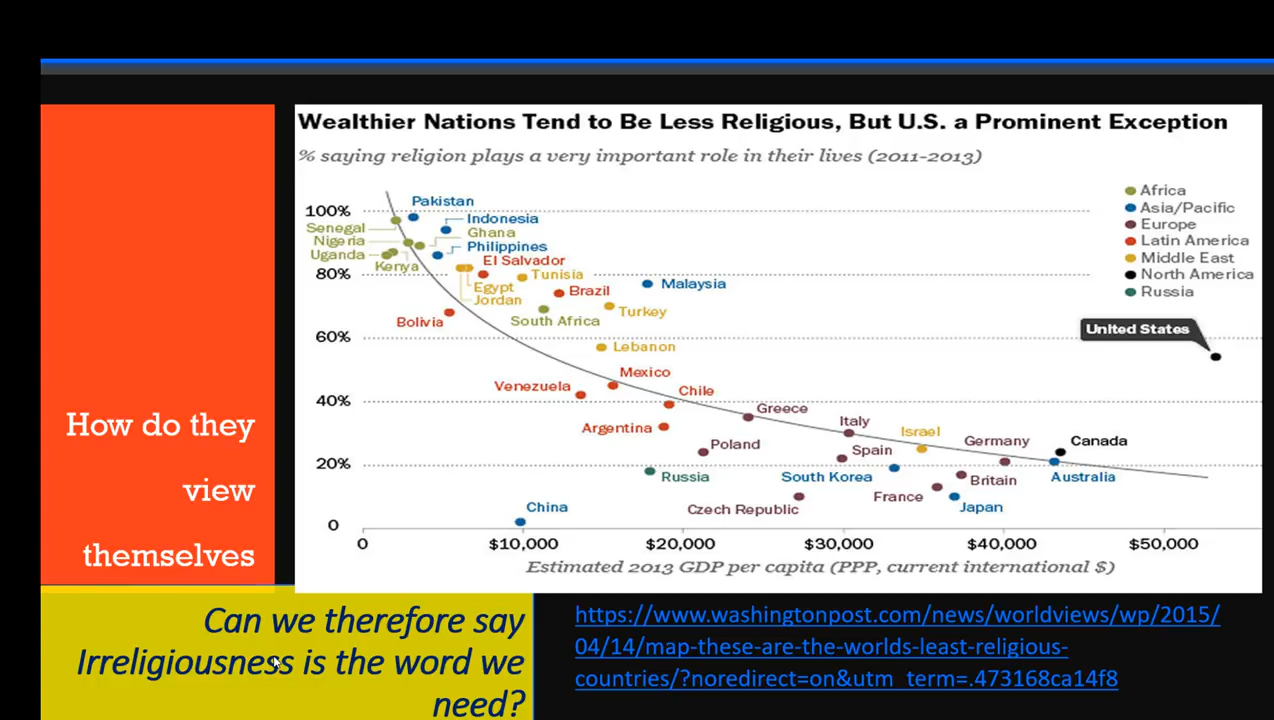 Wealthier Nations Tend to Be Less Religious, But U.S. a Prominent Exception
% saying religion plays a very important role in their lives (2011-2013)
100%
80%
60%
40%
20%
0
Senegal
Nigeria
Uganda
Kenya
Pakistan
Indonesia
Ghana
Philippines
El Salvador
Tunisia
Egypt
Jordan
Brazil
Malaysia
Bolivia
South Africa
Turkey
Lebanon
Mexico
Venezuela
Chile
Argentina
Greece
Italy
Israel
Germany
Canada
Poland
Spain
Russia
South Korea
Britain
Australia
France
Czech Republic
Japan
China
United States
Africa
Asia/Pacific
Europe
Latin America
Middle East
North America
Russia
0
$10,000
$20,000
$30,000
$40,000
$50,000
Estimated 2013 GDP per capita (PPP, current international $)
How do they
view
themselves
Can we therefore say
Irreligiousness is the word we
need?
https://www.washingtonpost.com/news/worldviews/wp/2015/
04/14/map-these-are-the-worlds-least-religious-
countries/?noredirect=on&utm_term=.473168ca14f8